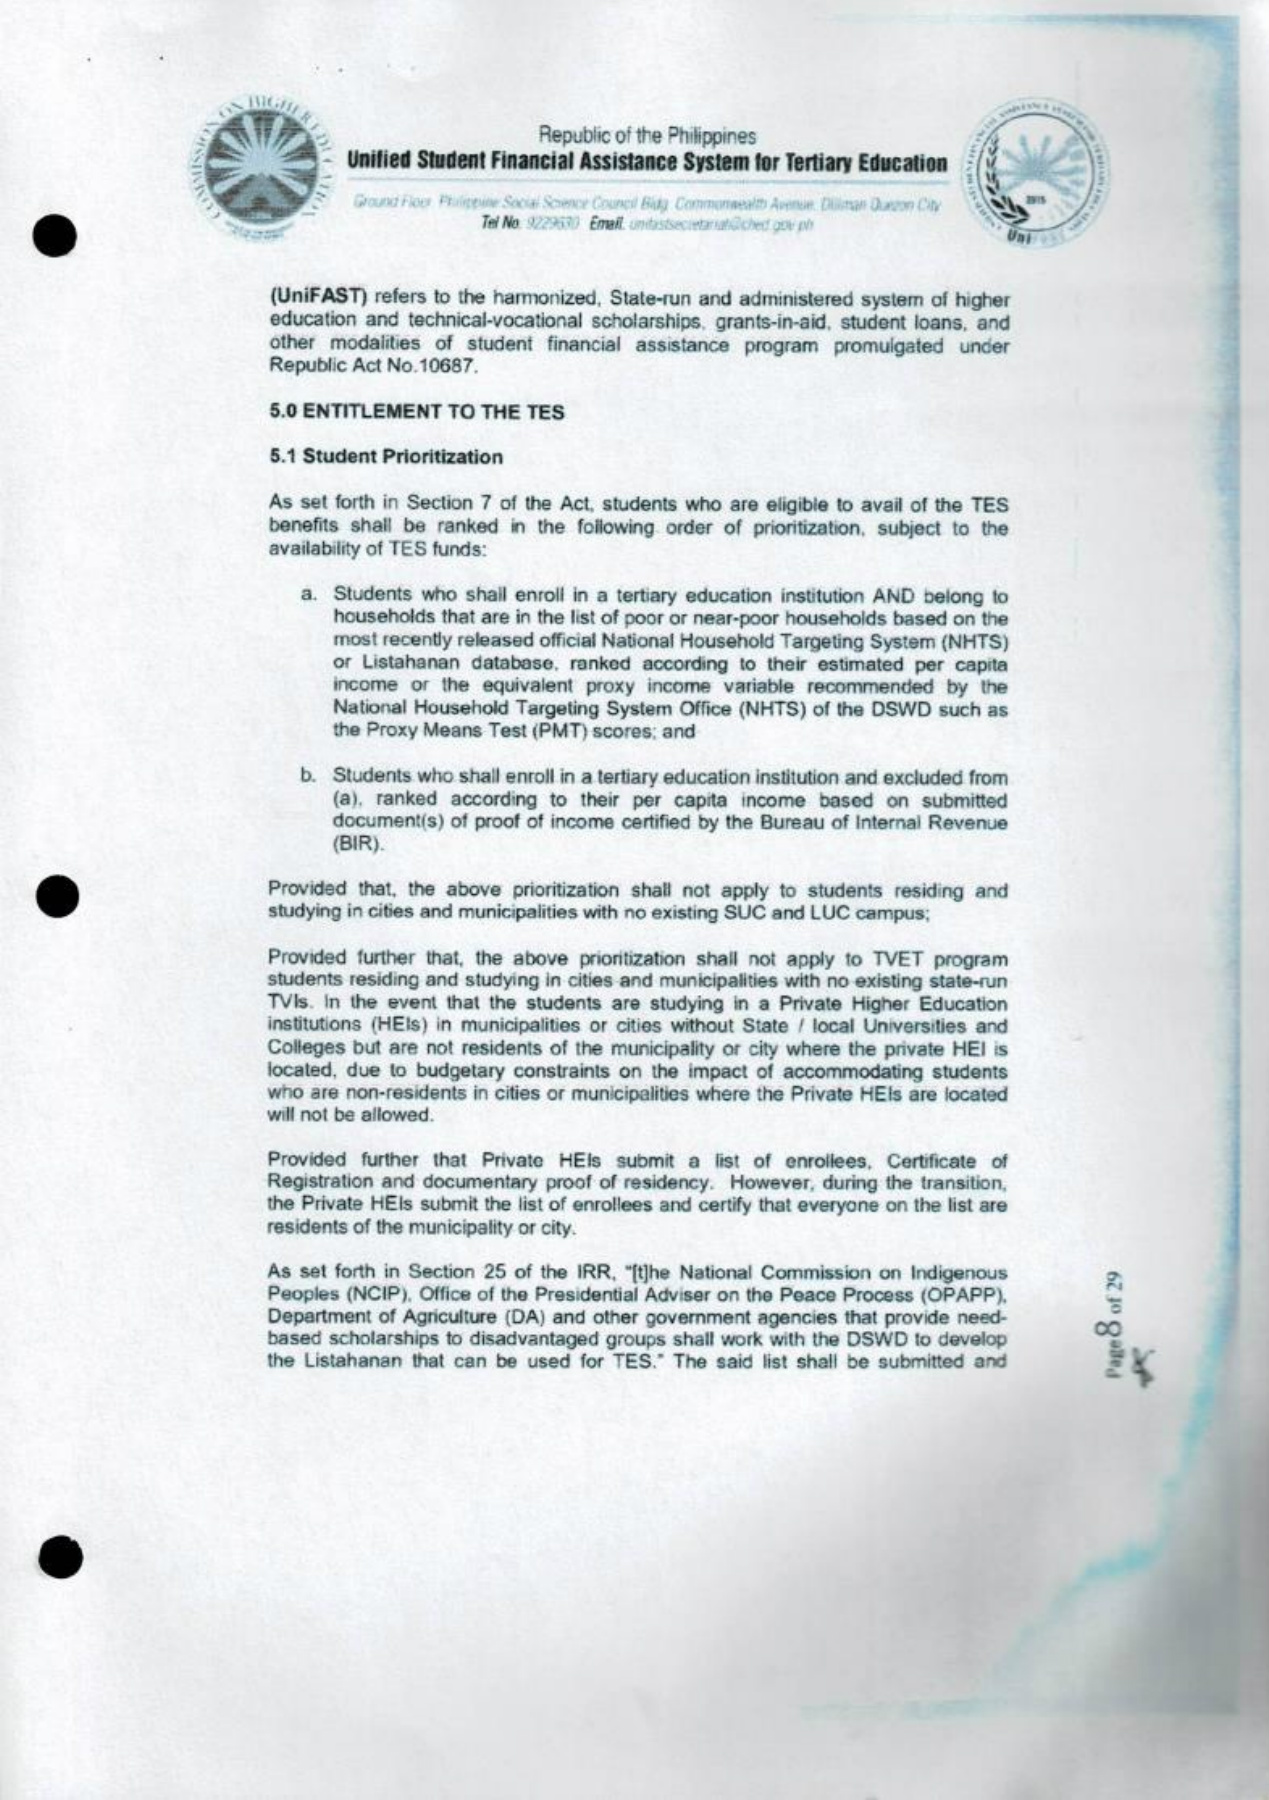 COMMISSION ON HIGHER EDUCATION
Republic of the Philippines
Unified Student Financial Assistance System for Tertiary Education
Ground Floor Philippine Social Science Council Bldg Commonwealth Avenue, Diliman Quezon City
Tel No. 9229630 Email. unifastsecretariat@ched.gov.ph
2015
Uni
(UniFAST) refers to the harmonized, State-run and administered system of higher
education and technical-vocational scholarships, grants-in-aid, student loans, and
other modalities of student financial assistance program promulgated under
Republic Act No.10687.
5.0 ENTITLEMENT TO THE TES
5.1 Student Prioritization
As set forth in Section 7 of the Act, students who are eligible to avail of the TES
benefits shall be ranked in the following order of prioritization, subject to the
availability of TES funds:
a. Students who shall enroll in a tertiary education institution AND belong to
households that are in the list of poor or near-poor households based on the
most recently released official National Household Targeting System (NHTS)
or Listahanan database, ranked according to their estimated per capita
income or the equivalent proxy income variable recommended by the
National Household Targeting System Office (NHTS) of the DSWD such as
the Proxy Means Test (PMT) scores; and
b. Students who shall enroll in a tertiary education institution and excluded from
(a), ranked according to their per capita income based on submitted
document(s) of proof of income certified by the Bureau of Internal Revenue
(BIR).
Provided that, the above prioritization shall not apply to students residing and
studying in cities and municipalities with no existing SUC and LUC campus;
Provided further that, the above prioritization shall not apply to TVET program
students residing and studying in cities and municipalities with no existing state-run
TVIs. In the event that the students are studying in a Private Higher Education
institutions (HEIs) in municipalities or cities without State / local Universities and
Colleges but are not residents of the municipality or city where the private HEI is
located, due to budgetary constraints on the impact of accommodating students
who are non-residents in cities or municipalities where the Private HEIs are located
will not be allowed.
Provided further that Private HEIs submit a list of enrollees, Certificate of
Registration and documentary proof of residency. However, during the transition,
the Private HEIs submit the list of enrollees and certify that everyone on the list are
residents of the municipality or city.
As set forth in Section 25 of the IRR, "[t]he National Commission on Indigenous
Peoples (NCIP), Office of the Presidential Adviser on the Peace Process (OPAPP),
Department of Agriculture (DA) and other government agencies that provide need-
based scholarships to disadvantaged groups shall work with the DSWD to develop
the Listahanan that can be used for TES." The said list shall be submitted and
Page 8 of 29